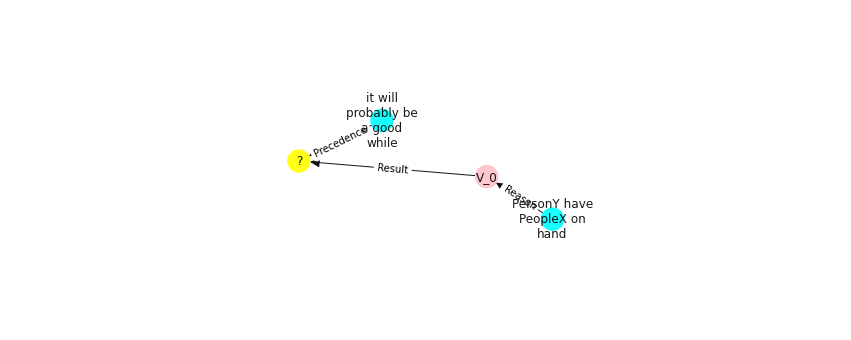 it will
probably be
a good
while
Precedence
?
Result
V_0
Reason
PersonY have
PeopleX on
hand